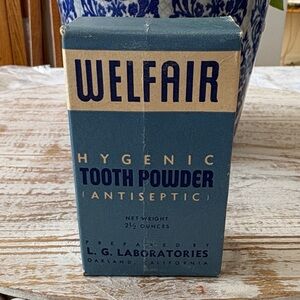 WELFAIR
HYGENIC
TOOTH POWDER
(ANTISEPTIC)
NET WEIGHT
2½ OUNCES
PREPARED BY
L. G. LABORATORIES
OAKLAND, CALIFORNIA